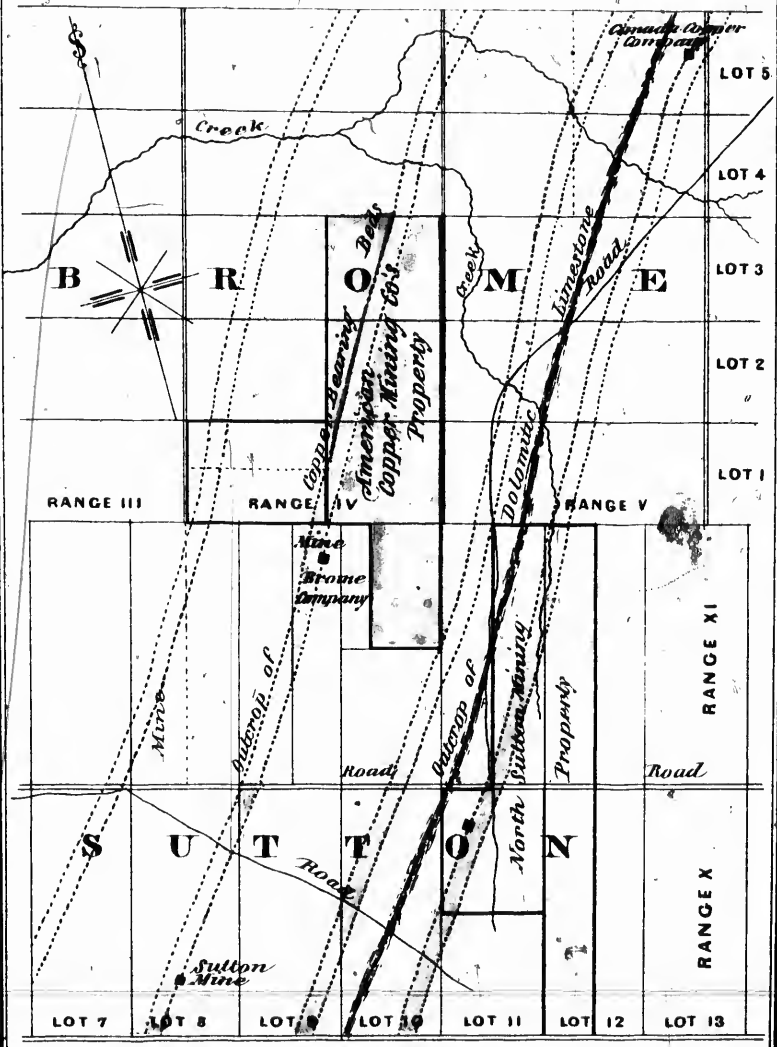 Canada Copper
Company
LOT 5
Creek
LOT 4
BROME
LOT 3
Creek
Limestone
Road
Copper Bearing Beds
American
Copper Mining Co's
Property
LOT 2
Dolomitic
LOT 1
RANGE III
RANGE IV
RANGE V
Mine
Brome
Company
RANGE XI
Mine
Outcrop of
Outcrop of
North Sutton Mining
Property
Road
Road
SUTTON
Road
RANGE X
Sutton
Mine
LOT 7
LOT 8
LOT 9
LOT 10
LOT 11
LOT 12
LOT 13